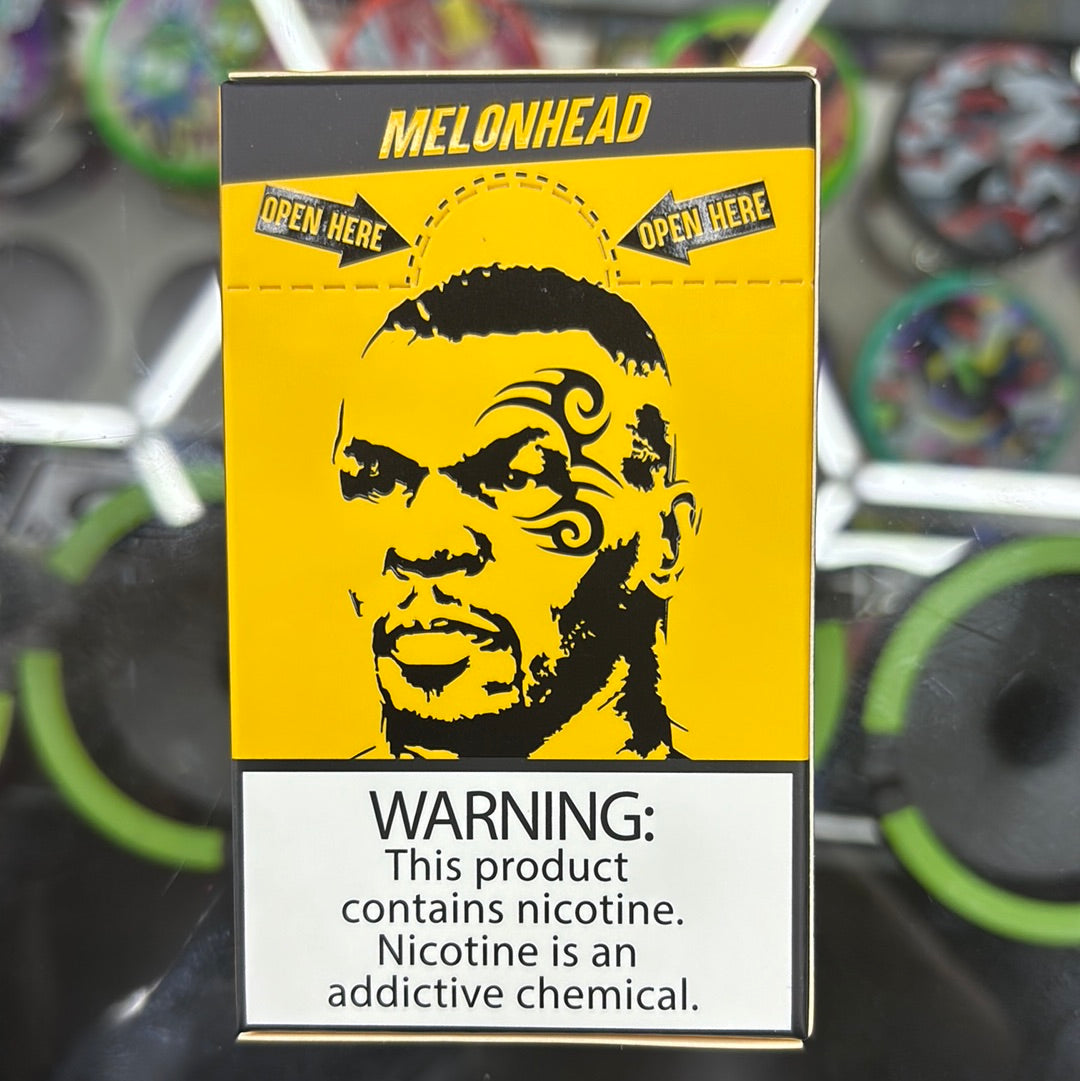 MELONHEAD
OPEN HERE
OPEN HERE
WARNING:
This product
contains nicotine.
Nicotine is an
addictive chemical.